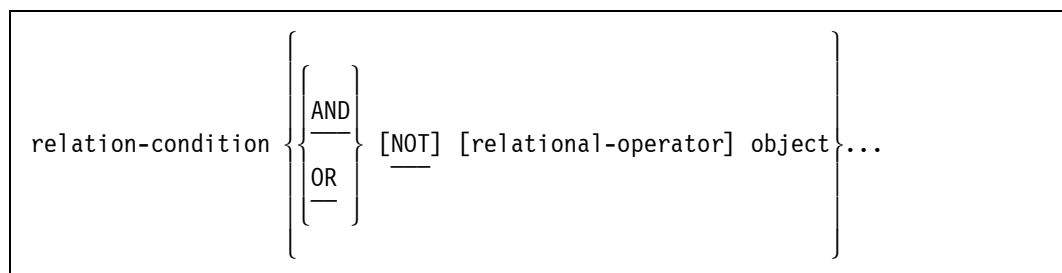 AND
relation-condition [NOT] [relational-operator] object ...
OR